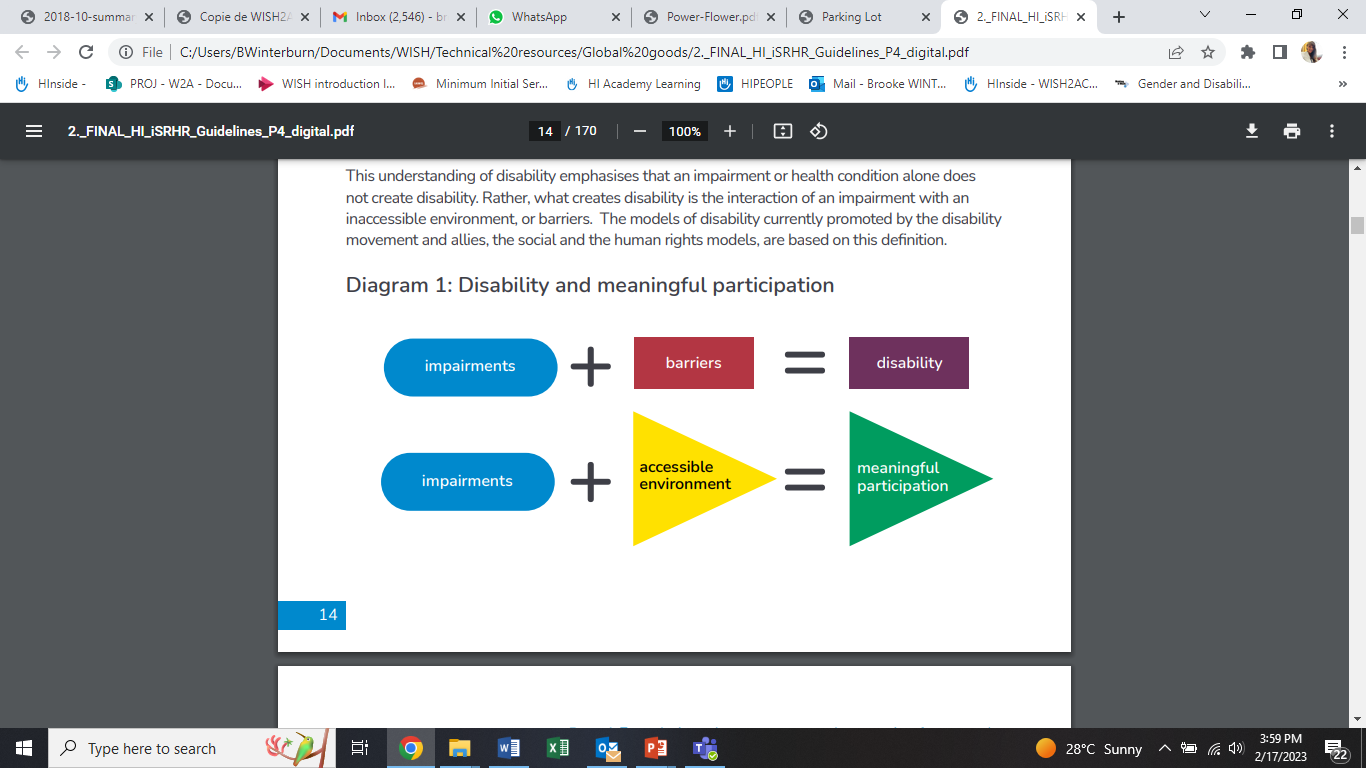 2018-10-summar
Copie de WISH2A
Inbox (2,546) - br
WhatsApp
Power-Flower.pdf
Parking Lot
2._FINAL_HI_iSRH
File
C:/Users/BWinterburn/Documents/WISH/Technical%20resources/Global%20goods/2._FINAL_HI_iSRHR_Guidelines_P4_digital.pdf
HInside -
PROJ - W2A - Docu...
WISH introduction l...
Minimum Initial Ser...
HI Academy Learning
HIPEOPLE
Mail - Brooke WINT...
HInside - WISH2AC...
Gender and Disabili...
»
2._FINAL_HI_iSRHR_Guidelines_P4_digital.pdf
14 / 170
100%
This understanding of disability emphasises that an impairment or health condition alone does
not create disability. Rather, what creates disability is the interaction of an impairment with an
inaccessible environment, or barriers. The models of disability currently promoted by the disability
movement and allies, the social and the human rights models, are based on this definition.
Diagram 1: Disability and meaningful participation
impairments + barriers = disability
impairments + accessible environment = meaningful participation
14
Type here to search
28°C Sunny
3:59 PM
2/17/2023
22